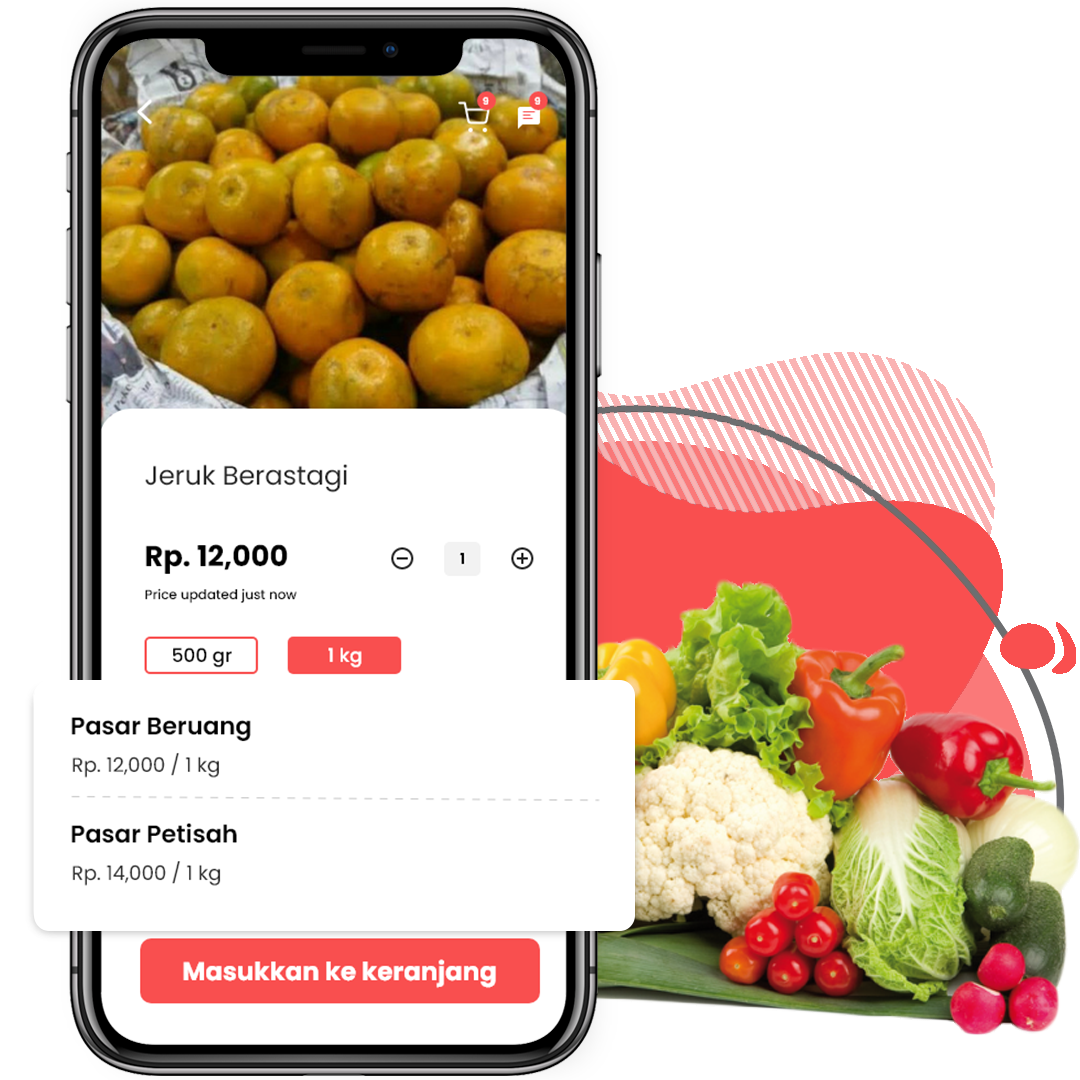 9 9
Jeruk Berastagi
Rp. 12,000
1
Price updated just now
500 gr
1 kg
Pasar Beruang
Rp. 12,000 / 1 kg
Pasar Petisah
Rp. 14,000 / 1 kg
Masukkan ke keranjang